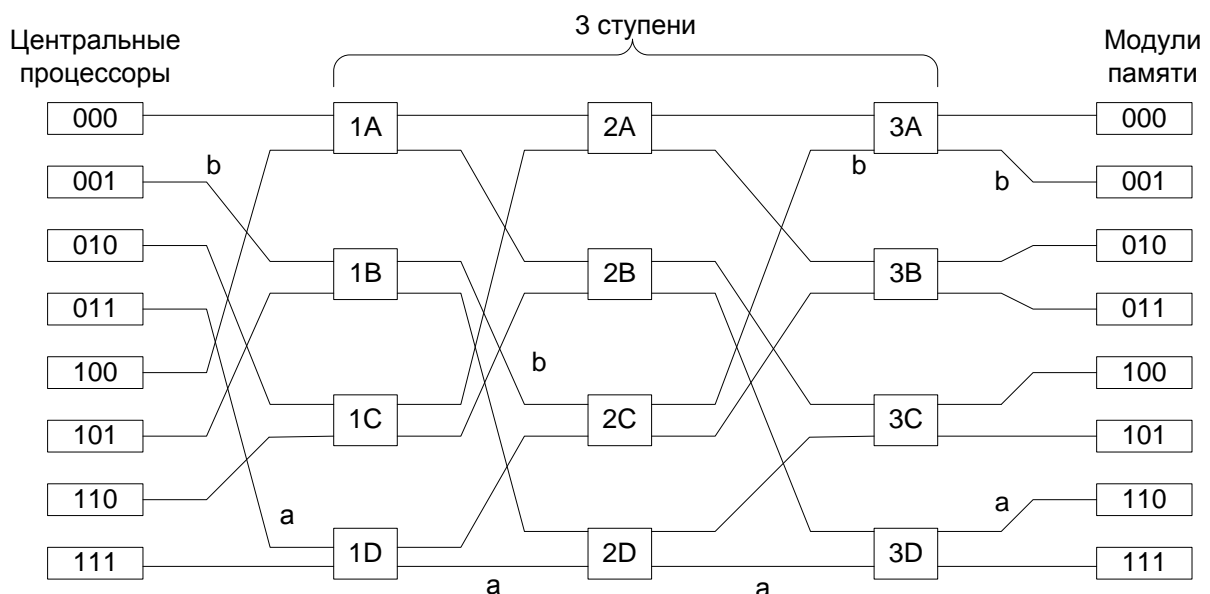 3 ступени
Центральные
процессоры
Модули
памяти
000 1A 2A 3A 000
b b b
001 001
010 1B 2B 3B 010
011 011
b
100 100
1C 2C 3C
101 101
110 a 110
a
1D 2D 3D
111 111
a a